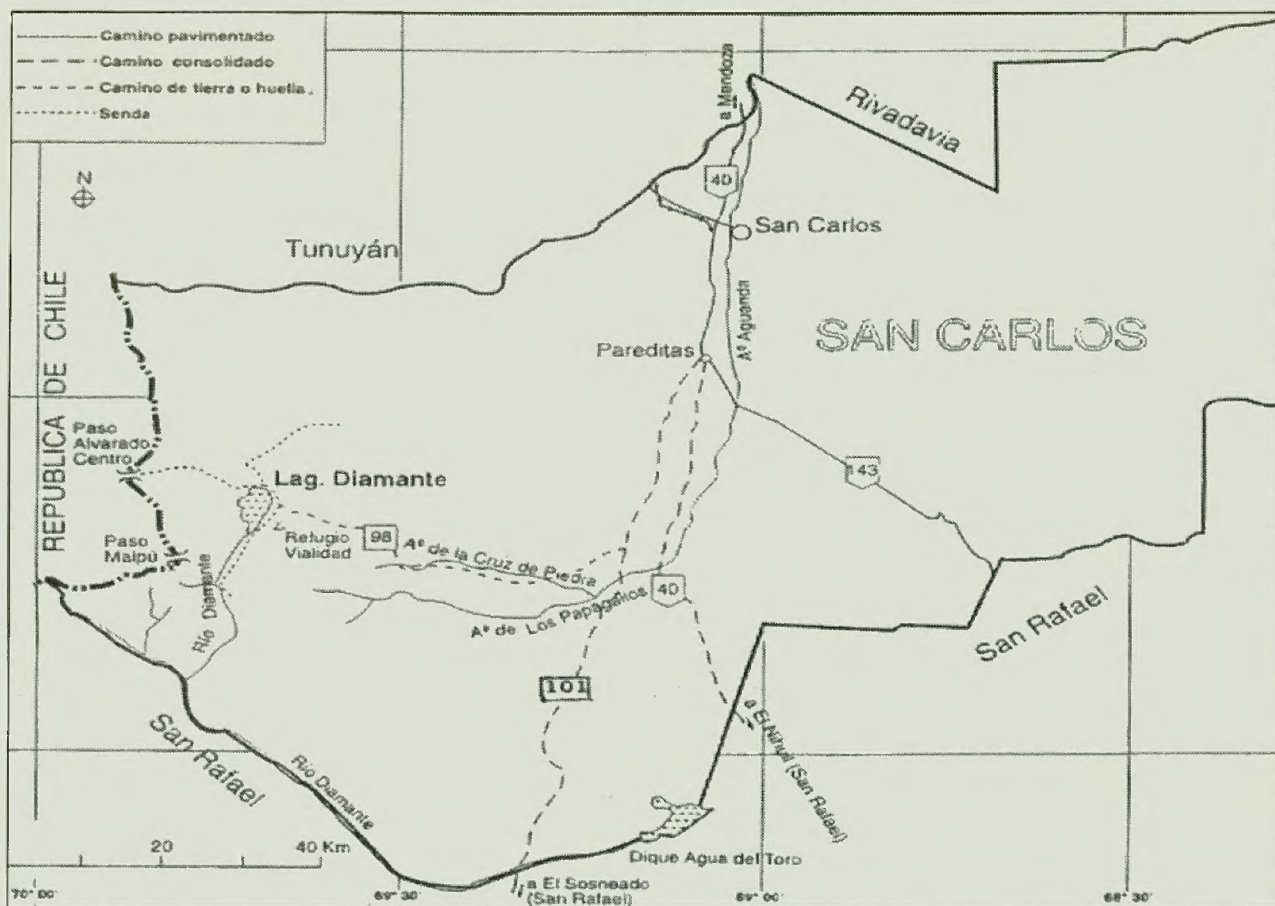 Camino pavimentado
Camino consolidado
Camino de tierra o huella.
Senda
N
a Mendoza
Rivadavia
40
San Carlos
Tunuyán
REPUBLICA DE CHILE
Aº Aguanda
SAN CARLOS
Pareditas
Paso
Alvarado
Centro
143
Lag. Diamante
Paso
Maipú
Refugio
Vialidad
98
Aº de la Cruz de Piedra
40
Río Diamante
Aº de Los Papagallos
San Rafael
101
San Rafael
a El Nihuil (San Rafael)
Río Diamante
20
40 Km
Dique Agua del Toro
a El Sosneado
(San Rafael)
70° 00'
69° 30'
69° 00'
68° 30'